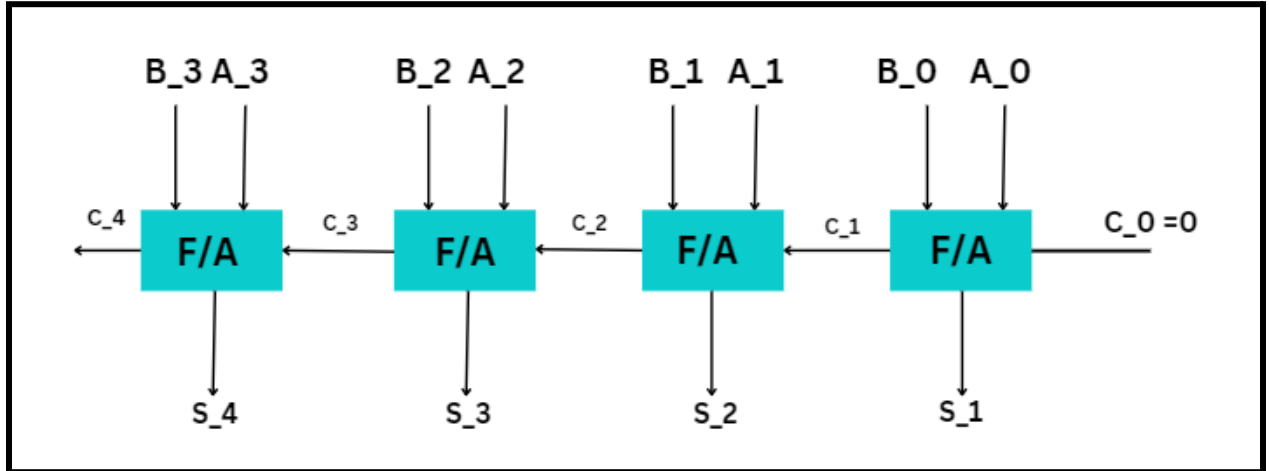 B_3 A_3 B_2 A_2 B_1 A_1 B_0 A_0
C_4 F/A C_3 F/A C_2 F/A C_1 F/A C_0 =0
S_4 S_3 S_2 S_1